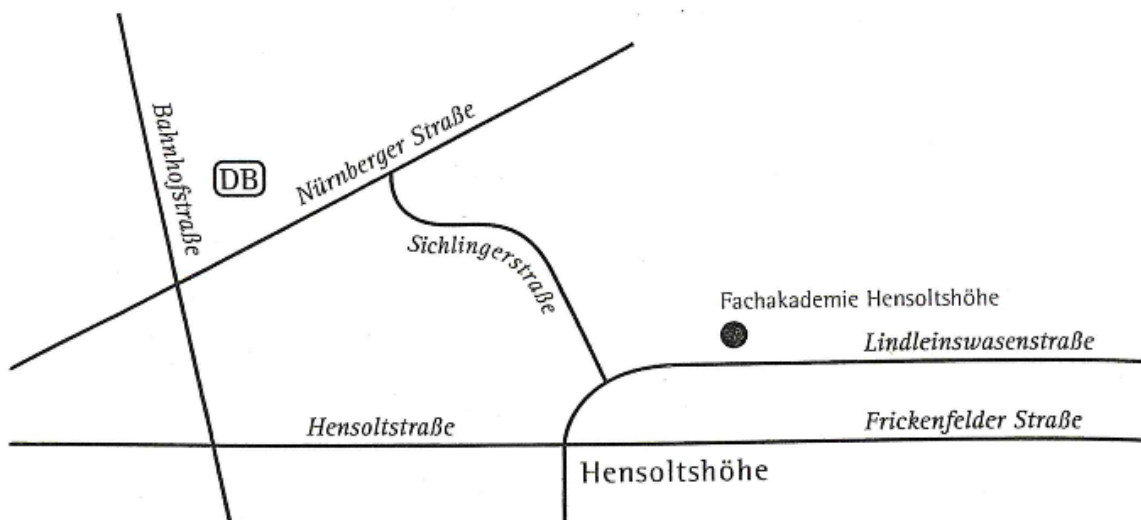 Bahnhofstraße
DB
Nürnberger Straße
Sichlingerstraße
Fachakademie Hensoltshöhe
Lindleinswasenstraße
Hensoltstraße
Frickenfelder Straße
Hensoltshöhe